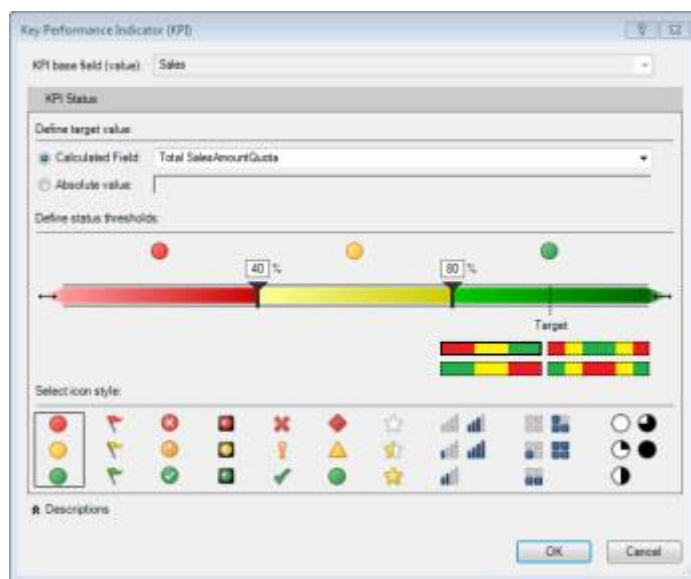 Key Performance Indicator (KPI)
KPI base field (value): Sales
KPI Status
Define target value:
Calculated Field: Total SalesAmountQuota
Absolute value:
Define status thresholds:
40 %
80 %
Target
Select icon style:
Descriptions
OK
Cancel